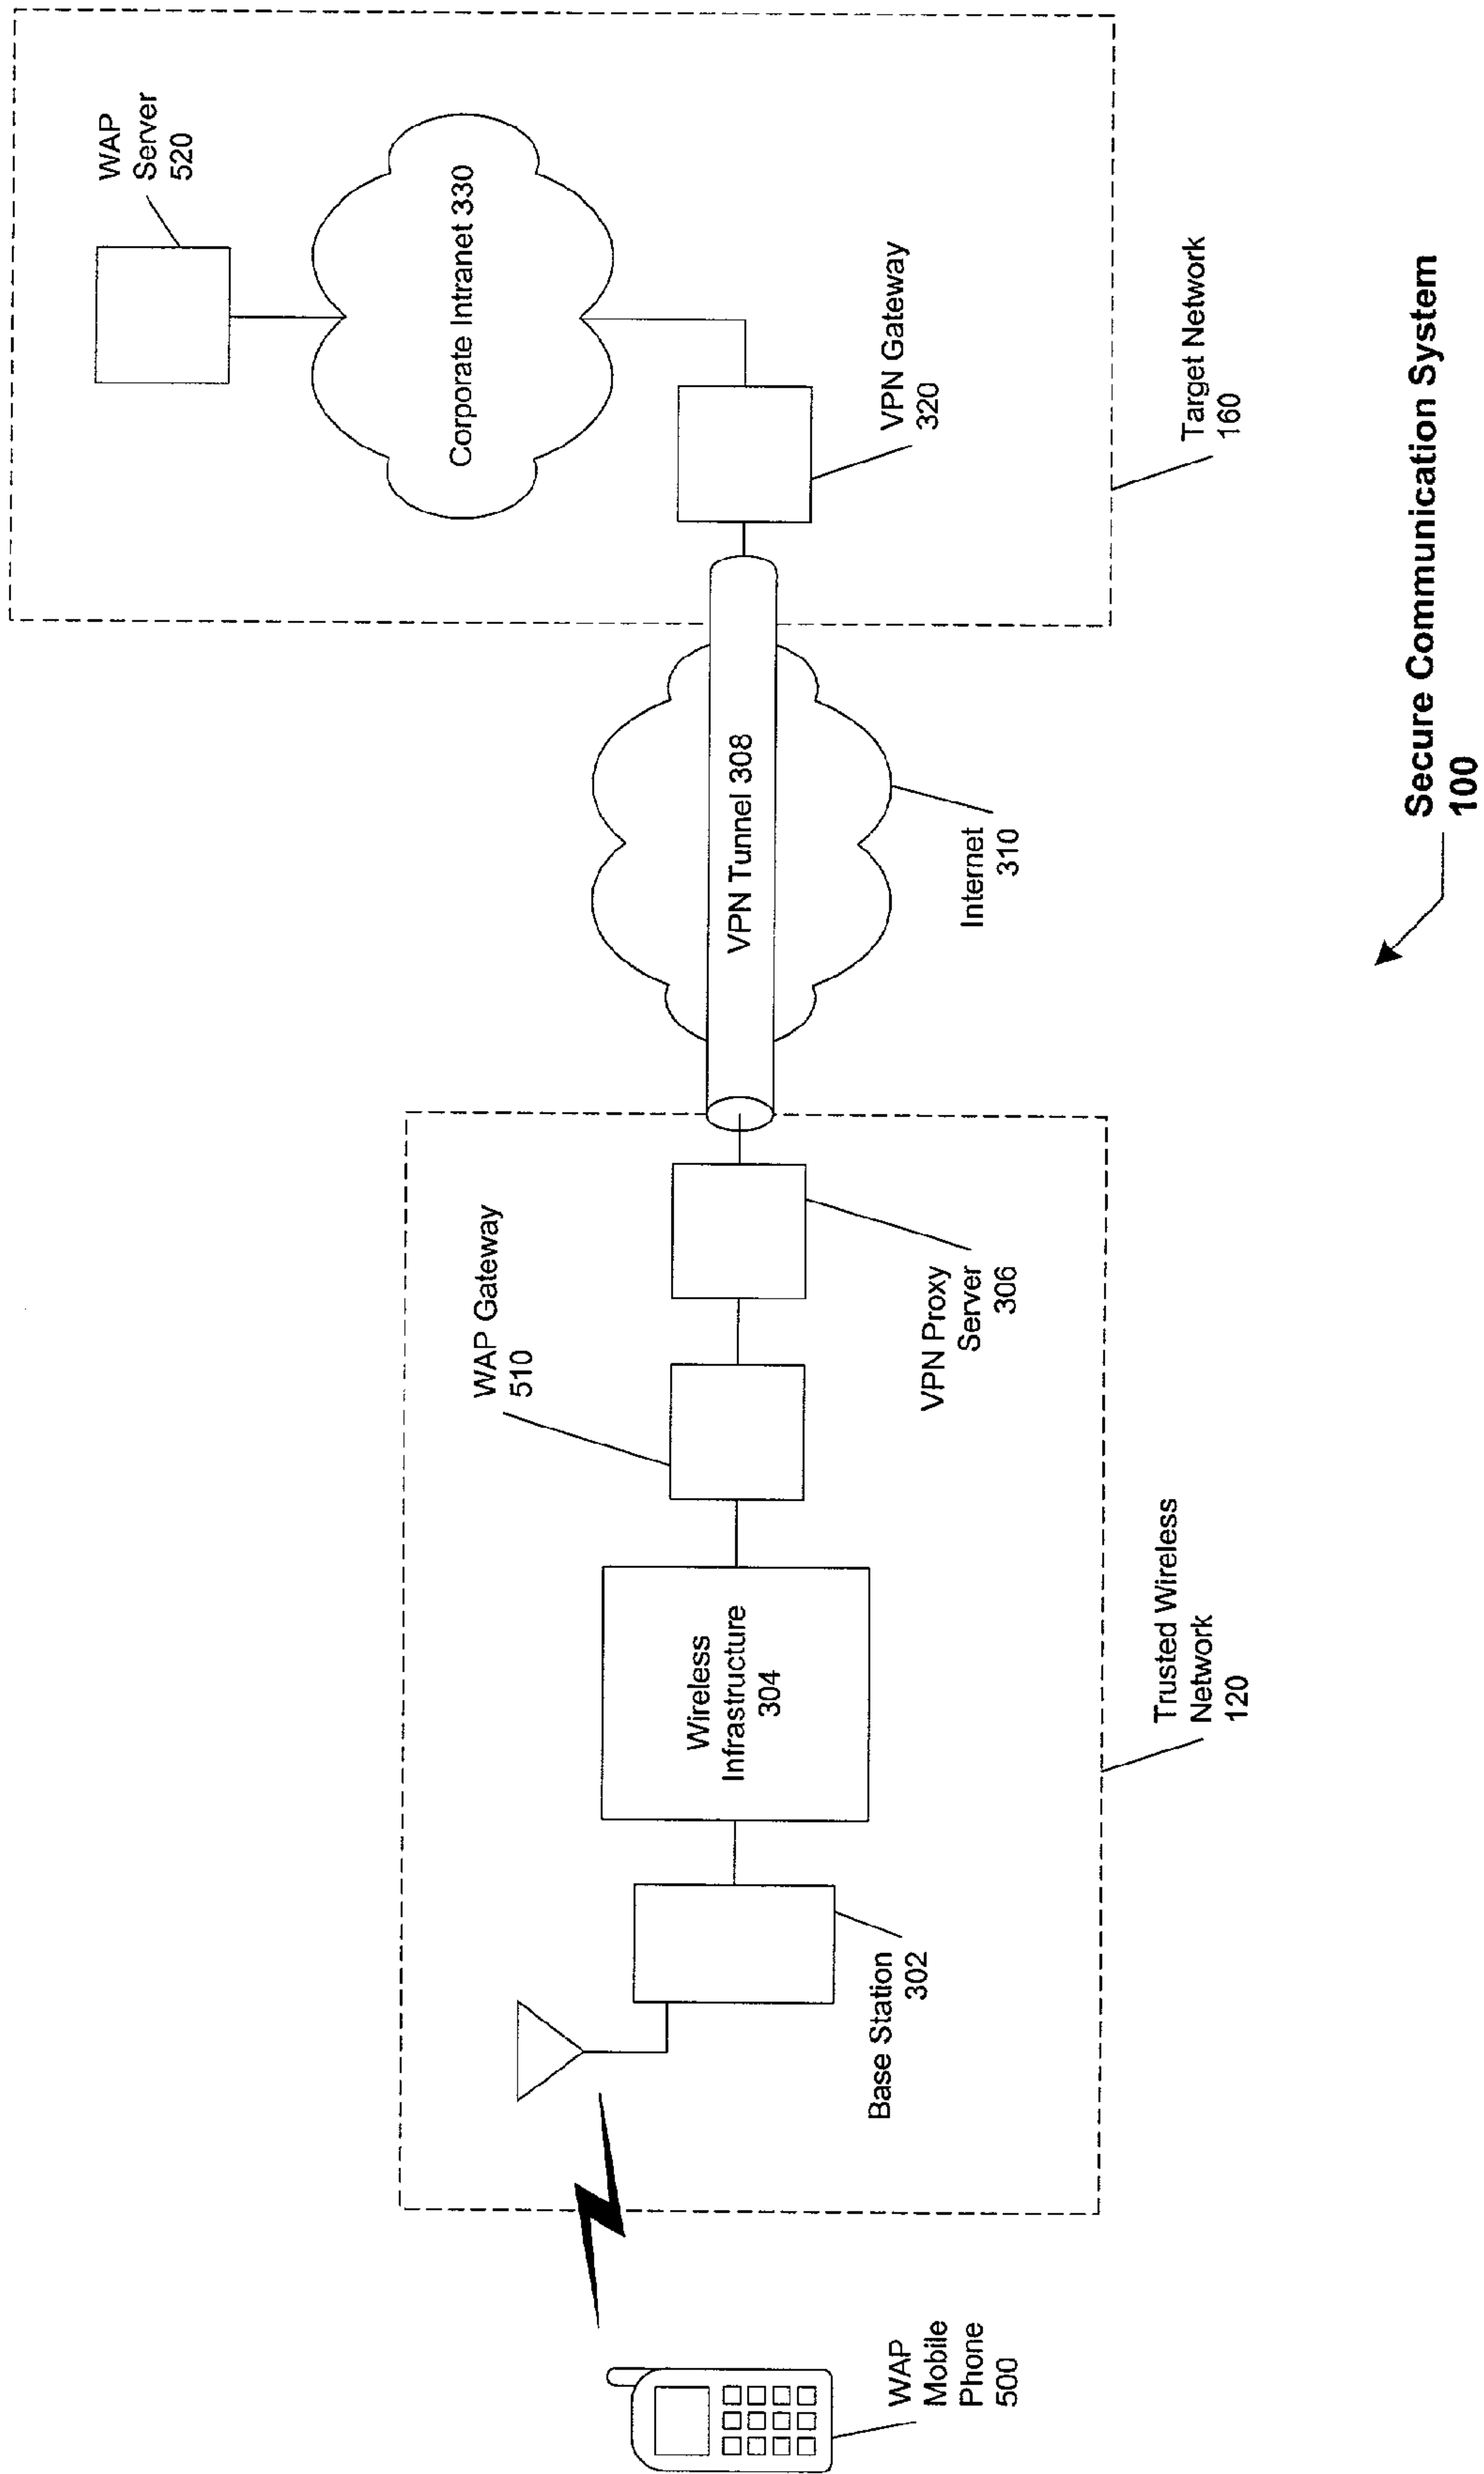 WAP
Server
520
Corporate Intranet 330
VPN Gateway
320
Target Network
160
VPN Tunnel 308
Internet
310
WAP Gateway
510
VPN Proxy
Server
306
Wireless
Infrastructure
304
Base Station
302
Trusted Wireless
Network
120
WAP
Mobile
Phone
500
Secure Communication System
100